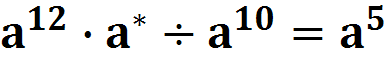 a¹² · a* ÷ a¹⁰ = a⁵